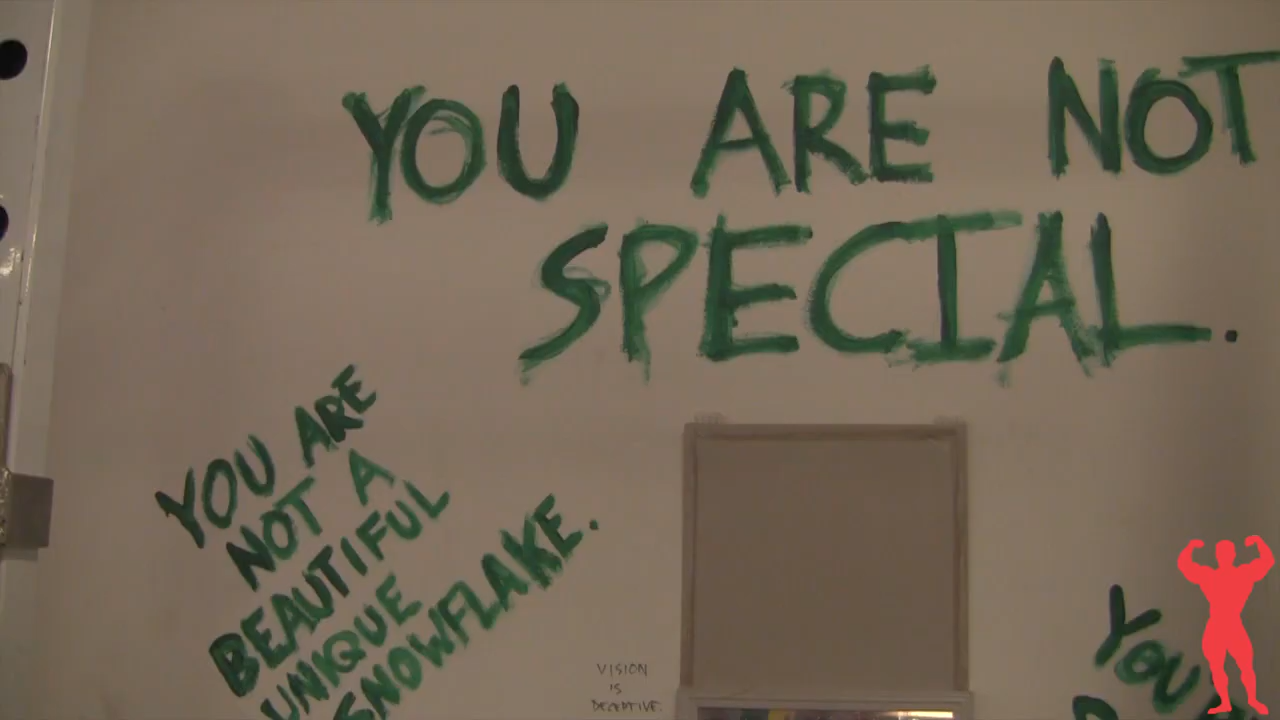 YOU ARE NOT
SPECIAL.
YOU ARE
NOT A
BEAUTIFUL
UNIQUE
SNOWFLAKE.
VISION
IS
DECEPTIVE.
YOU